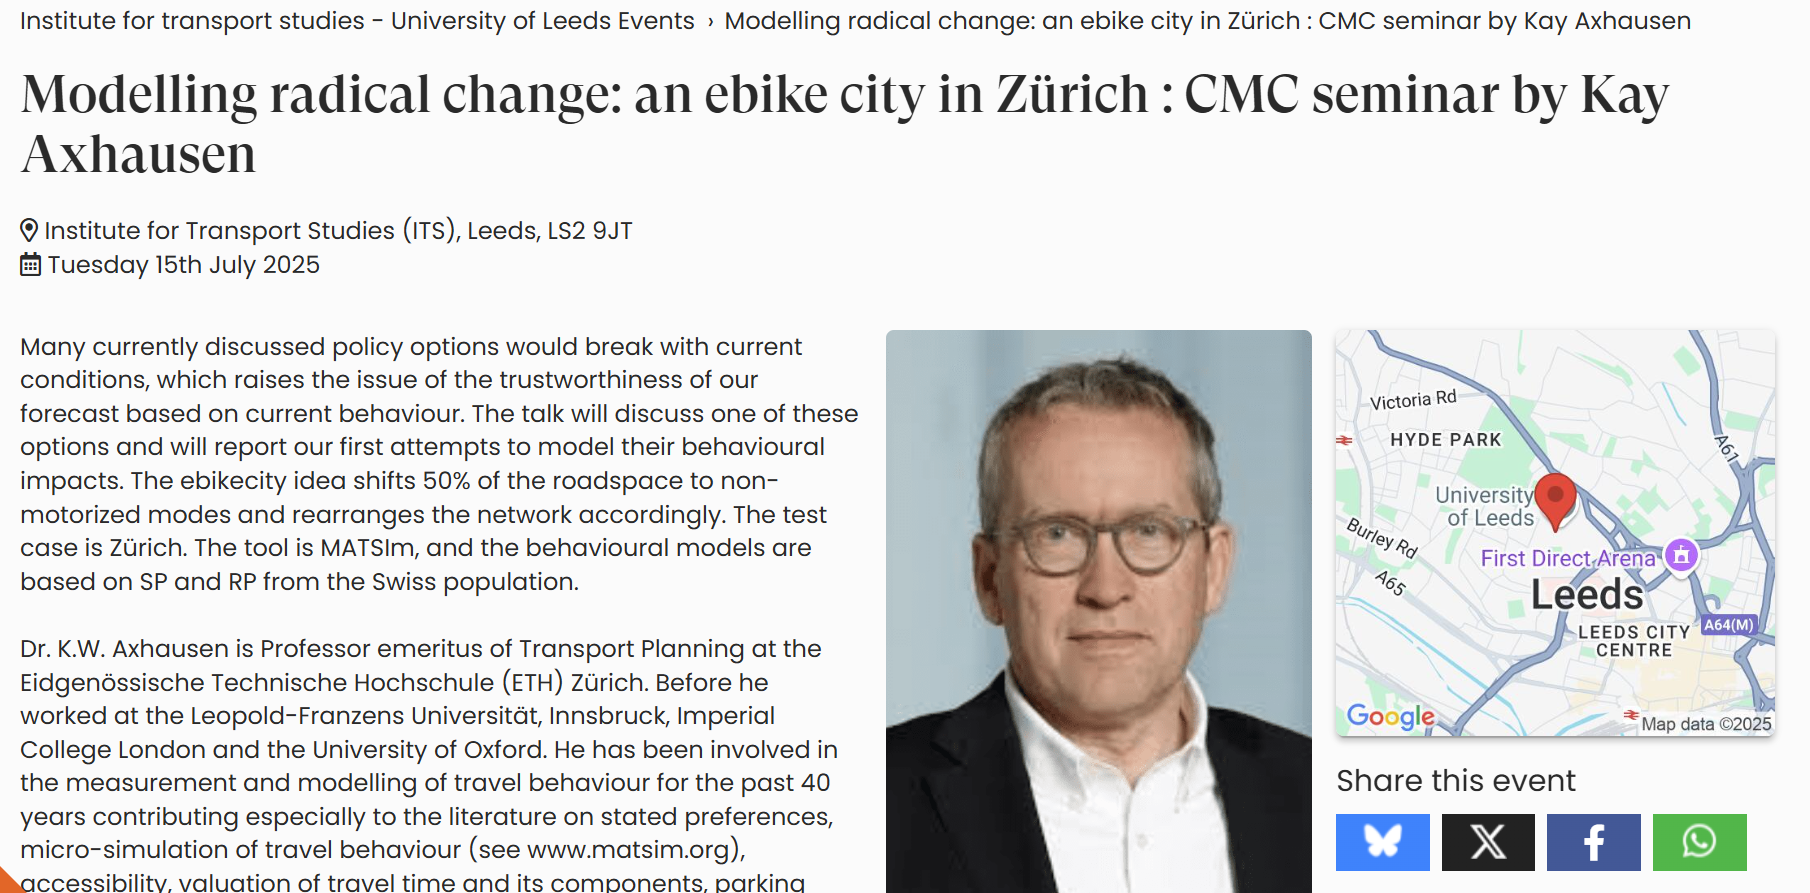 Institute for transport studies - University of Leeds Events › Modelling radical change: an ebike city in Zürich : CMC seminar by Kay Axhausen
Modelling radical change: an ebike city in Zürich : CMC seminar by Kay
Axhausen
Institute for Transport Studies (ITS), Leeds, LS2 9JT
Tuesday 15th July 2025
Many currently discussed policy options would break with current
conditions, which raises the issue of the trustworthiness of our
forecast based on current behaviour. The talk will discuss one of these
options and will report our first attempts to model their behavioural
impacts. The ebikecity idea shifts 50% of the roadspace to non-
motorized modes and rearranges the network accordingly. The test
case is Zürich. The tool is MATSIm, and the behavioural models are
based on SP and RP from the Swiss population.
Dr. K.W. Axhausen is Professor emeritus of Transport Planning at the
Eidgenössische Technische Hochschule (ETH) Zürich. Before he
worked at the Leopold-Franzens Universität, Innsbruck, Imperial
College London and the University of Oxford. He has been involved in
the measurement and modelling of travel behaviour for the past 40
years contributing especially to the literature on stated preferences,
micro-simulation of travel behaviour (see www.matsim.org),
accessibility, valuation of travel time and its components, parking
Victoria Rd
HYDE PARK
A61
University
of Leeds
Burley Rd
First Direct Arena
A65
Leeds
A64(M)
LEEDS CITY
CENTRE
Google
Map data ©2025
Share this event